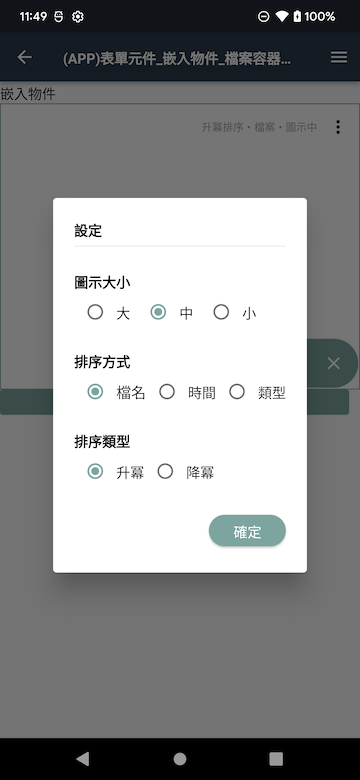 11:49
100%
(APP)表單元件_嵌入物件_檔案容器...
嵌入物件
升冪排序・檔案・圖示中
設定
圖示大小
大 中 小
排序方式
檔名 時間 類型
排序類型
升冪 降冪
確定